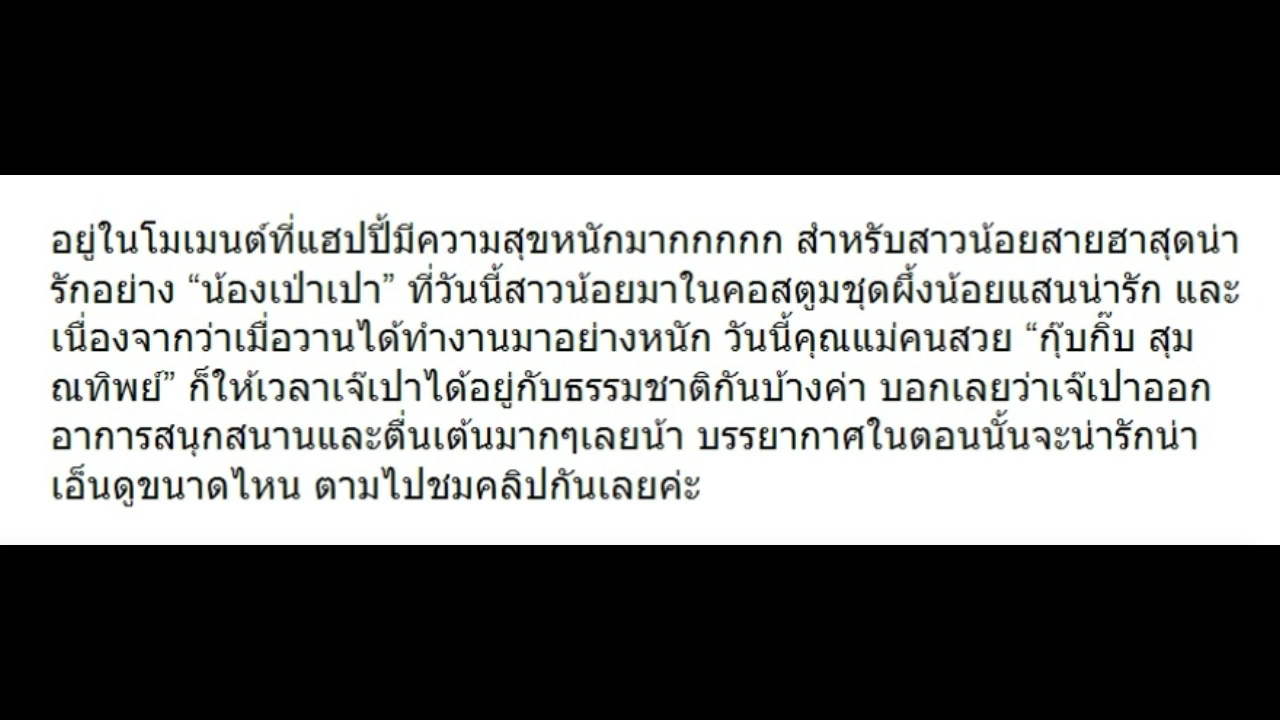 อยู่ในโมเมนต์ที่แฮปปี้มีความสุขหนักมากกกกก สำหรับสาวน้อยสายฮาสุดน่า
รักอย่าง “น้องเป่าเปา” ที่วันนี้สาวน้อยมาในคอสตูมชุดผึ้งน้อยแสนน่ารัก และ
เนื่องจากว่าเมื่อวานได้ทำงานมาอย่างหนัก วันนี้คุณแม่คนสวย “กุ๊บกิ๊บ สุม
ณทิพย์” ก็ให้เวลาเจ๊เปาได้อยู่กับธรรมชาติกันบ้างค่า บอกเลยว่าเจ๊เปาออก
อาการสนุกสนานและตื่นเต้นมากๆเลยน้า บรรยากาศในตอนนั้นจะน่ารักน่า
เอ็นดูขนาดไหน ตามไปชมคลิปกันเลยค่ะ